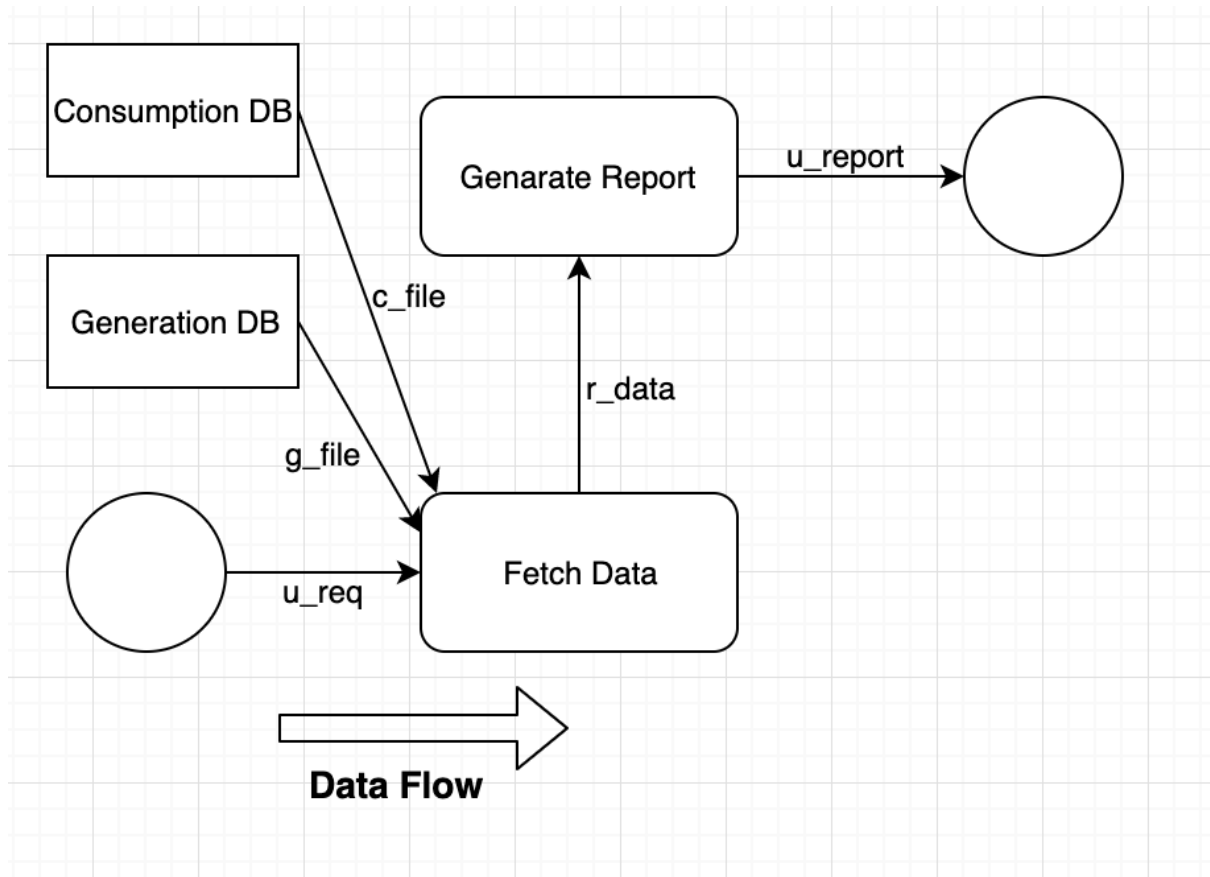 Consumption DB
Genarate Report
u_report
Generation DB
c_file
r_data
g_file
Fetch Data
u_req
Data Flow